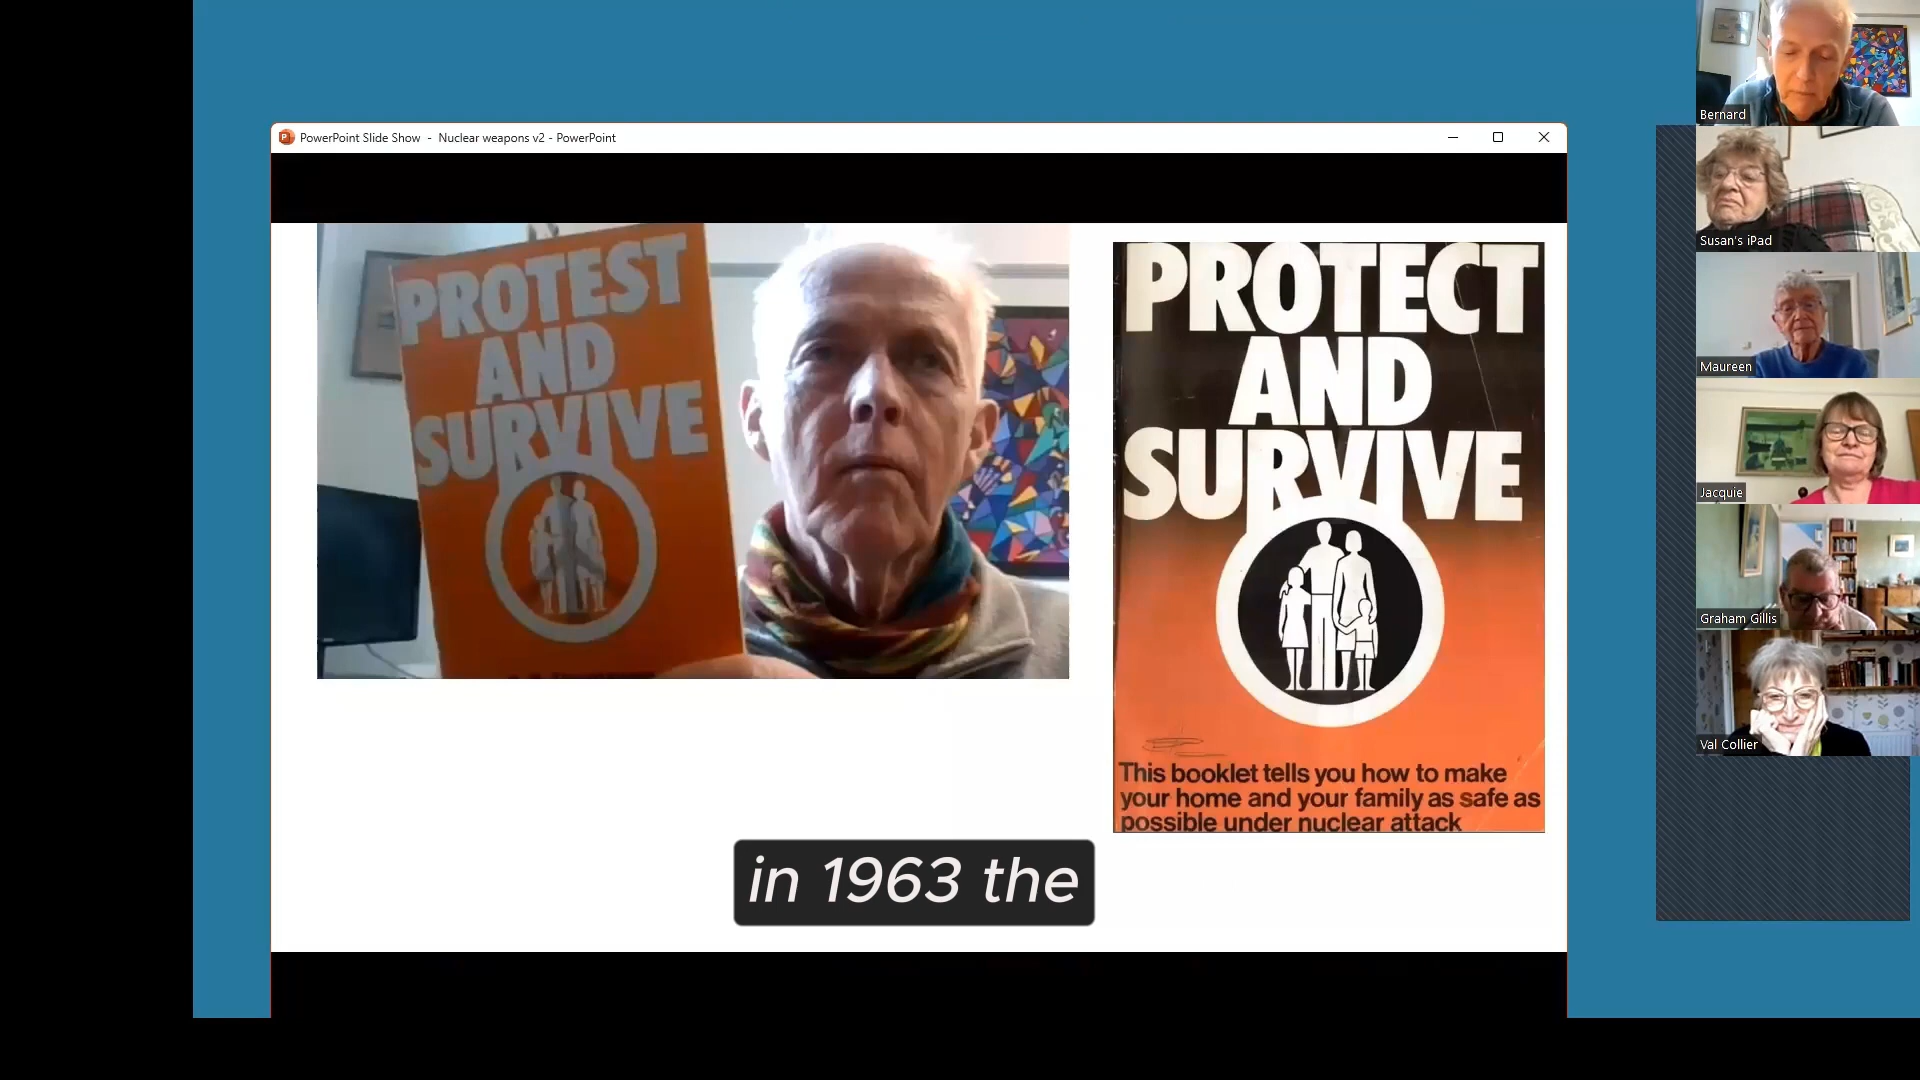 PowerPoint Slide Show - Nuclear weapons v2 - PowerPoint
PROTEST
AND
SURVIVE
PROTECT
AND
SURVIVE
This booklet tells you how to make
your home and your family as safe as
possible under nuclear attack
in 1963 the
Bernard
Susan's iPad
Maureen
Jacquie
Graham Gillis
Val Collier